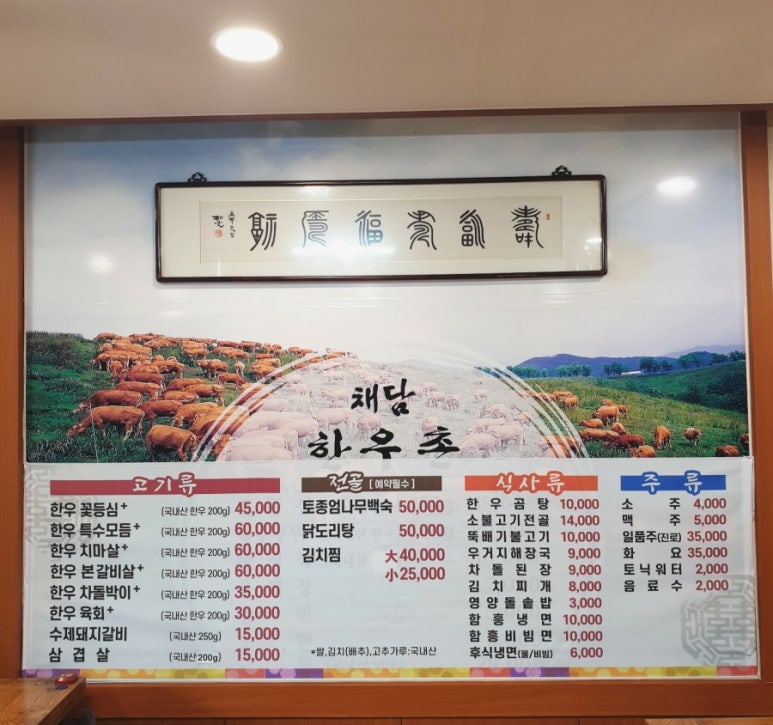 채담
한우촌
고기류
한우 꽃등심+ (국내산 한우 200g) 45,000
한우 특수모듬+ (국내산 한우 200g) 60,000
한우 치마살+ (국내산 한우 200g) 60,000
한우 본갈비살+ (국내산 한우 200g) 60,000
한우 차돌박이+ (국내산 한우 200g) 35,000
한우 육회+ (국내산 한우 200g) 30,000
수제돼지갈비 (국내산 250g) 15,000
삼겹살 (국내산 200g) 15,000
전골 [예약필수]
토종엄나무백숙 50,000
닭도리탕 50,000
김치찜 大 40,000
小 25,000
*쌀,김치(배추),고추가루:국내산
식사류
한우곰탕 10,000
소불고기전골 14,000
뚝배기불고기 10,000
우거지해장국 9,000
차돌된장 9,000
김치찌개 8,000
영양돌솥밥 3,000
함흥냉면 10,000
함흥비빔면 10,000
후식냉면(물/비빔) 6,000
주류
소주 4,000
맥주 5,000
일품주(진로) 35,000
화요 35,000
토닉워터 2,000
음료수 2,000